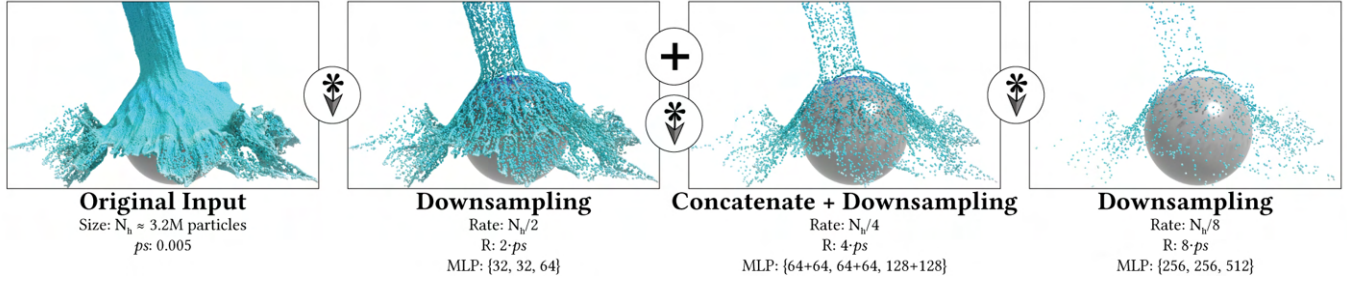 Original Input
Size: Nₕ ≈ 3.2M particles
ps: 0.005
Downsampling
Rate: Nₕ/2
R: 2·ps
MLP: {32, 32, 64}
+
Concatenate + Downsampling
Rate: Nₕ/4
R: 4·ps
MLP: {64+64, 64+64, 128+128}
Downsampling
Rate: Nₕ/8
R: 8·ps
MLP: {256, 256, 512}